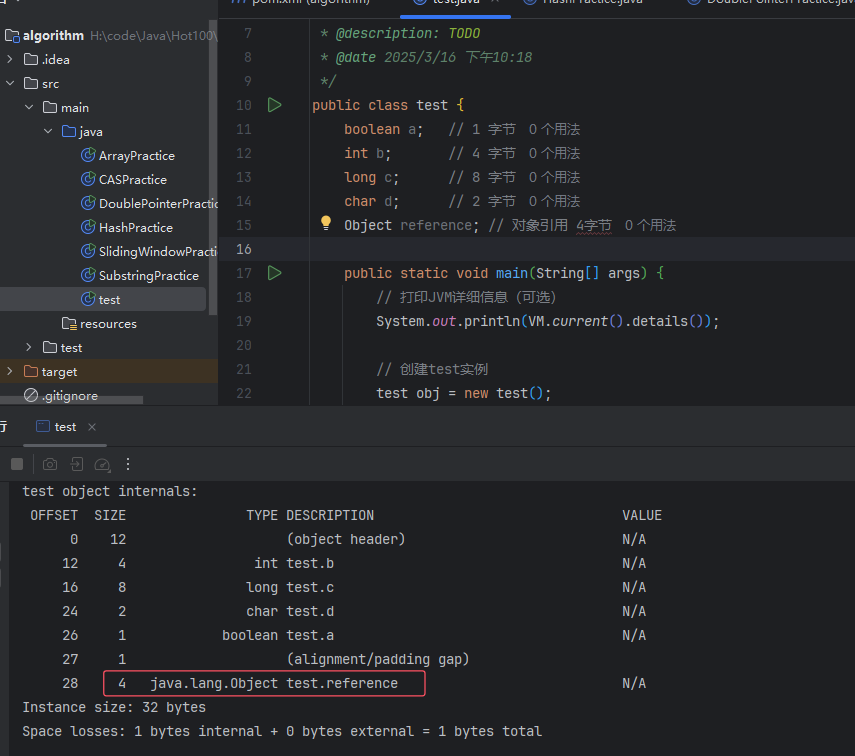 algorithm H:\code\Java\Hot100\
.idea
src
main
java
ArrayPractice
CASPractice
DoublePointerPractic
HashPractice
SlidingWindowPracti
SubstringPractice
test
resources
test
target
.gitignore
pom.xml (algorithm)
test.java
HashPractice.java
DoublePointerPractice.java
7 * @description: TODO
8 * @date 2025/3/16 下午10:18
9 */
10 public class test {
11 boolean a; // 1 字节 0个用法
12 int b; // 4 字节 0个用法
13 long c; // 8 字节 0个用法
14 char d; // 2 字节 0个用法
15 Object reference; // 对象引用 4字节 0个用法
16
17 public static void main(String[] args) {
18 // 打印JVM详细信息（可选）
19 System.out.println(VM.current().details());
20
21 // 创建test实例
22 test obj = new test();
行 test
test object internals:
OFFSET SIZE TYPE DESCRIPTION VALUE
0 12 (object header) N/A
12 4 int test.b N/A
16 8 long test.c N/A
24 2 char test.d N/A
26 1 boolean test.a N/A
27 1 (alignment/padding gap)
28 4 java.lang.Object test.reference N/A
Instance size: 32 bytes
Space losses: 1 bytes internal + 0 bytes external = 1 bytes total